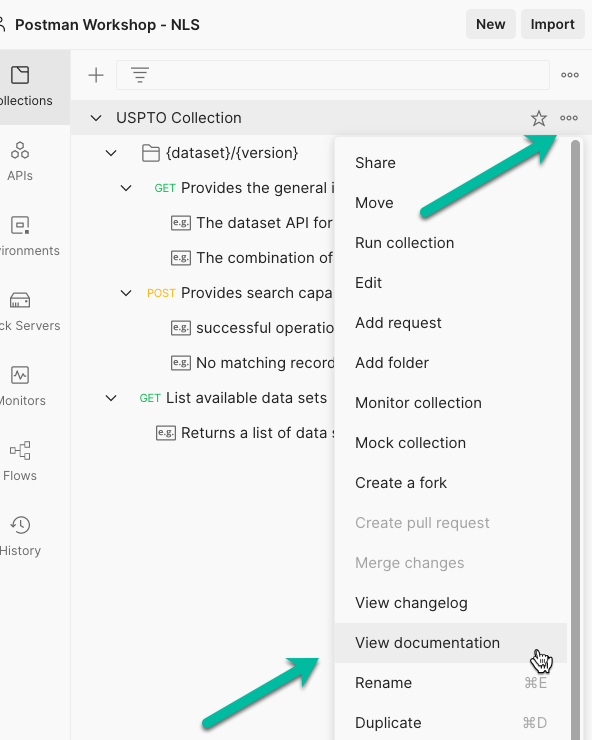 Postman Workshop - NLS
New
Import
ollections
USPTO Collection
APIs
{dataset}/{version}
GET Provides the general i
e.g. The dataset API for
e.g. The combination of
vironments
POST Provides search capa
e.g. successful operatio
e.g. No matching record
ck Servers
GET List available data sets
e.g. Returns a list of data s
Monitors
Flows
History
Share
Move
Run collection
Edit
Add request
Add folder
Monitor collection
Mock collection
Create a fork
Create pull request
Merge changes
View changelog
View documentation
Rename ⌘E
Duplicate ⌘D